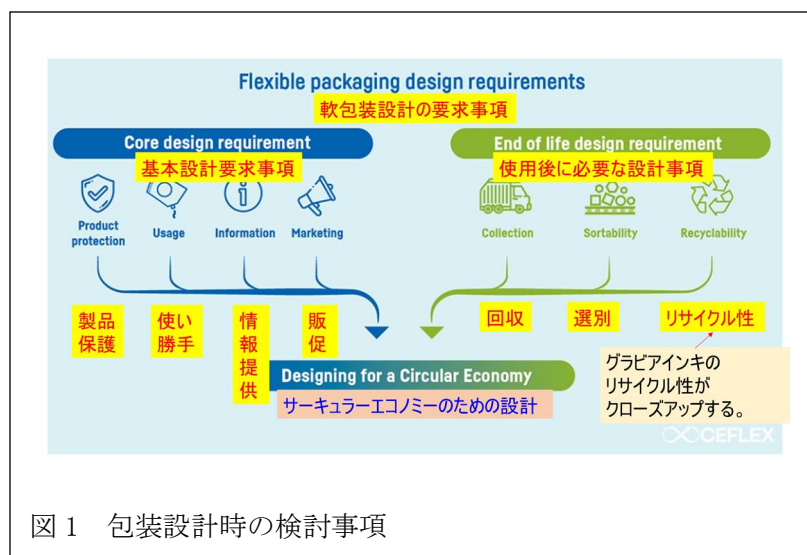 Flexible packaging design requirements
軟包装設計の要求事項
Core design requirement
基本設計要求事項
Product
protection
Usage
Information
Marketing
製品
保護
使い
勝手
情
報
提
供
販
促
End of life design requirement
使用後に必要な設計事項
Collection
Sortability
Recyclability
回収
選別
リサイクル性
グラビアインキの
リサイクル性が
クローズアップする。
Designing for a Circular Economy
サーキュラーエコノミーのための設計
CEFLEX
図1 包装設計時の検討事項